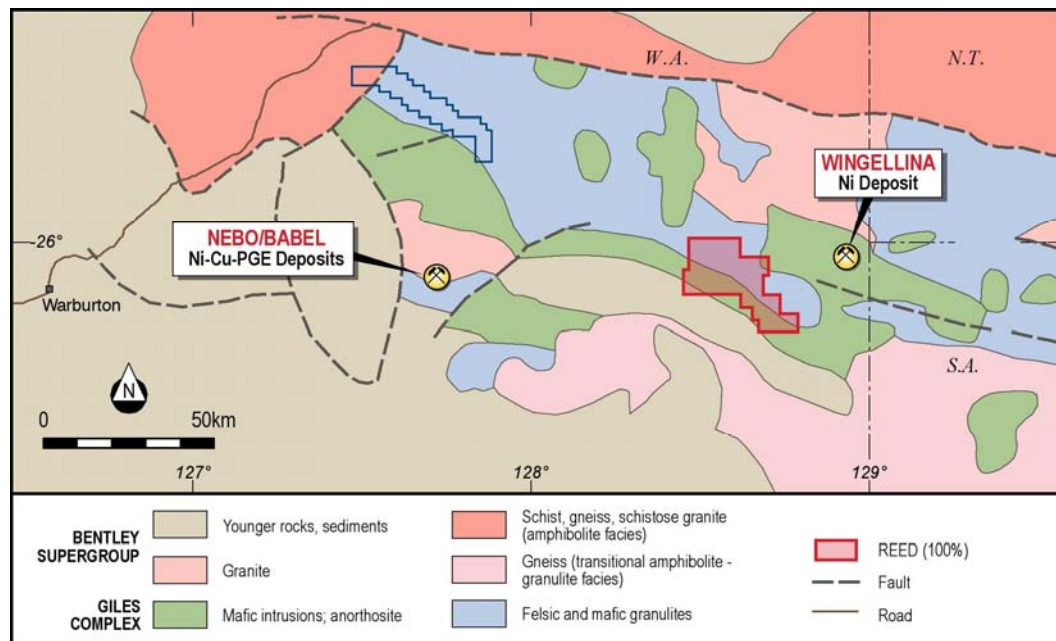 W.A.
N.T.
WINGELLINA
Ni Deposit
-26°
NEBO/BABEL
Ni-Cu-PGE Deposits
Warburton
S.A.
N
0 50km
127° 128° 129°
BENTLEY
SUPERGROUP
Younger rocks, sediments
Granite
GILES
COMPLEX
Mafic intrusions; anorthosite
Schist, gneiss, schistose granite
(amphibolite facies)
Gneiss (transitional amphibolite -
granulite facies)
Felsic and mafic granulites
REED (100%)
Fault
Road